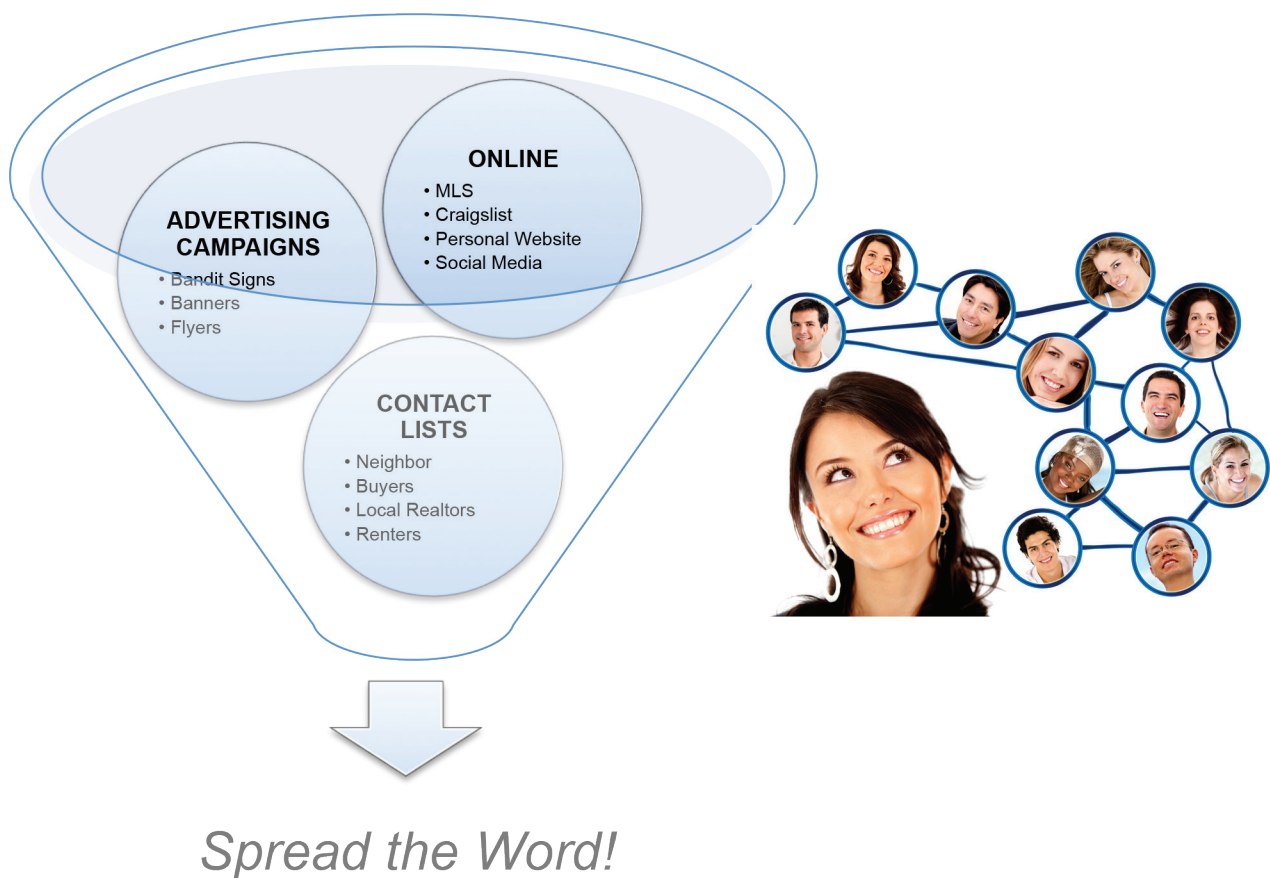 ONLINE
• MLS
• Craigslist
• Personal Website
• Social Media
ADVERTISING
CAMPAIGNS
• Bandit Signs
• Banners
• Flyers
CONTACT
LISTS
• Neighbor
• Buyers
• Local Realtors
• Renters
Spread the Word!